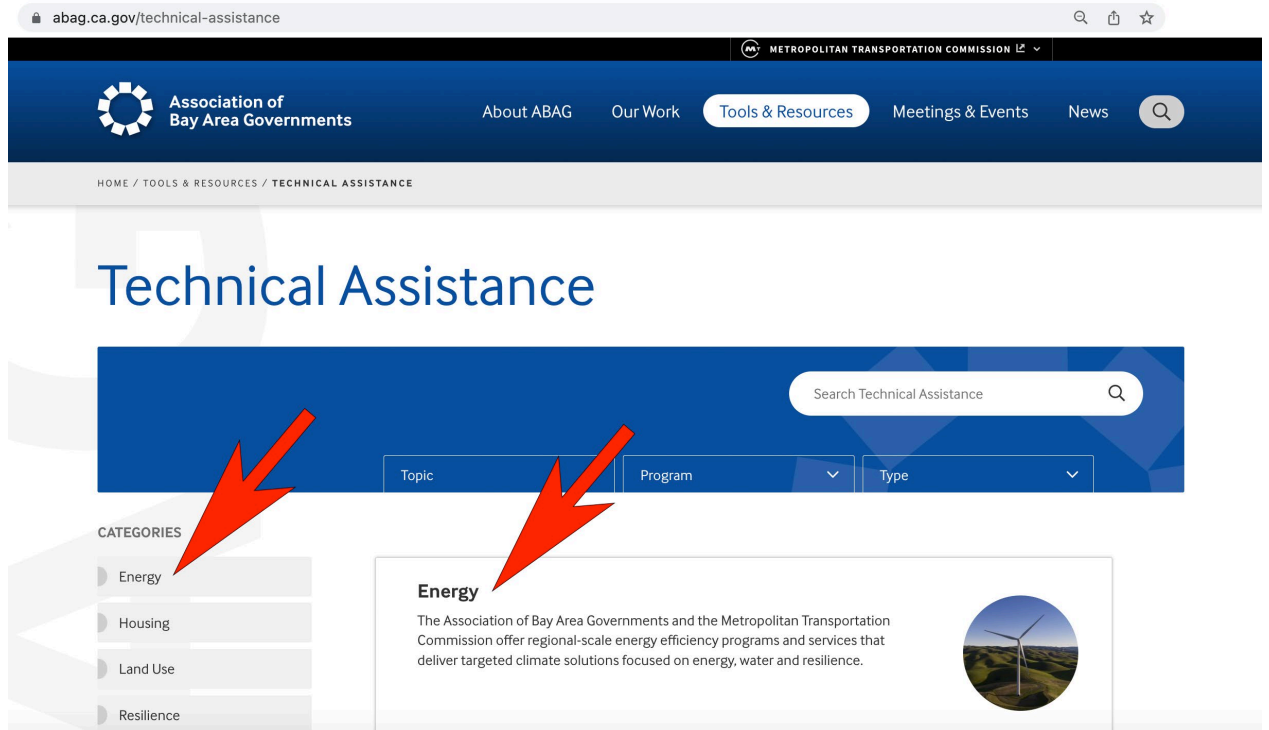 abag.ca.gov/technical-assistance
METROPOLITAN TRANSPORTATION COMMISSION
Association of
Bay Area Governments
About ABAG
Our Work
Tools & Resources
Meetings & Events
News
HOME / TOOLS & RESOURCES / TECHNICAL ASSISTANCE
Technical Assistance
Search Technical Assistance
Topic
Program
Type
CATEGORIES
Energy
Housing
Land Use
Resilience
Energy
The Association of Bay Area Governments and the Metropolitan Transportation
Commission offer regional-scale energy efficiency programs and services that
deliver targeted climate solutions focused on energy, water and resilience.